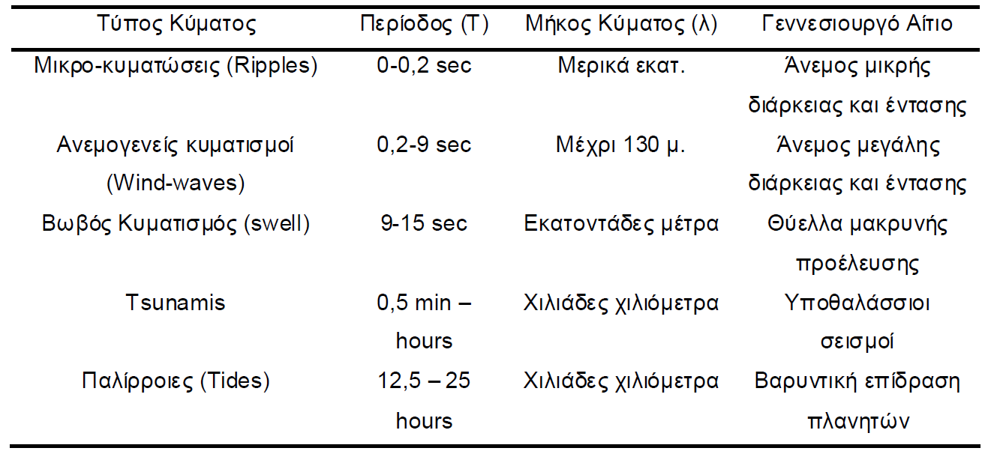 Τύπος Κύματος Περίοδος (Τ) Μήκος Κύματος (λ) Γεννεσιουργό Αίτιο
Μικρο-κυματώσεις (Ripples) 0-0,2 sec Μερικά εκατ. Άνεμος μικρής
διάρκειας και έντασης
Ανεμογενείς κυματισμοί 0,2-9 sec Μέχρι 130 μ. Άνεμος μεγάλης
(Wind-waves) διάρκειας και έντασης
Βωβός Κυματισμός (swell) 9-15 sec Εκατοντάδες μέτρα Θύελλα μακρυνής
προέλευσης
Tsunamis 0,5 min – Χιλιάδες χιλιόμετρα Υποθαλάσσιοι
hours σεισμοί
Παλίρροιες (Tides) 12,5 – 25 Χιλιάδες χιλιόμετρα Βαρυντική επίδραση
hours πλανητών